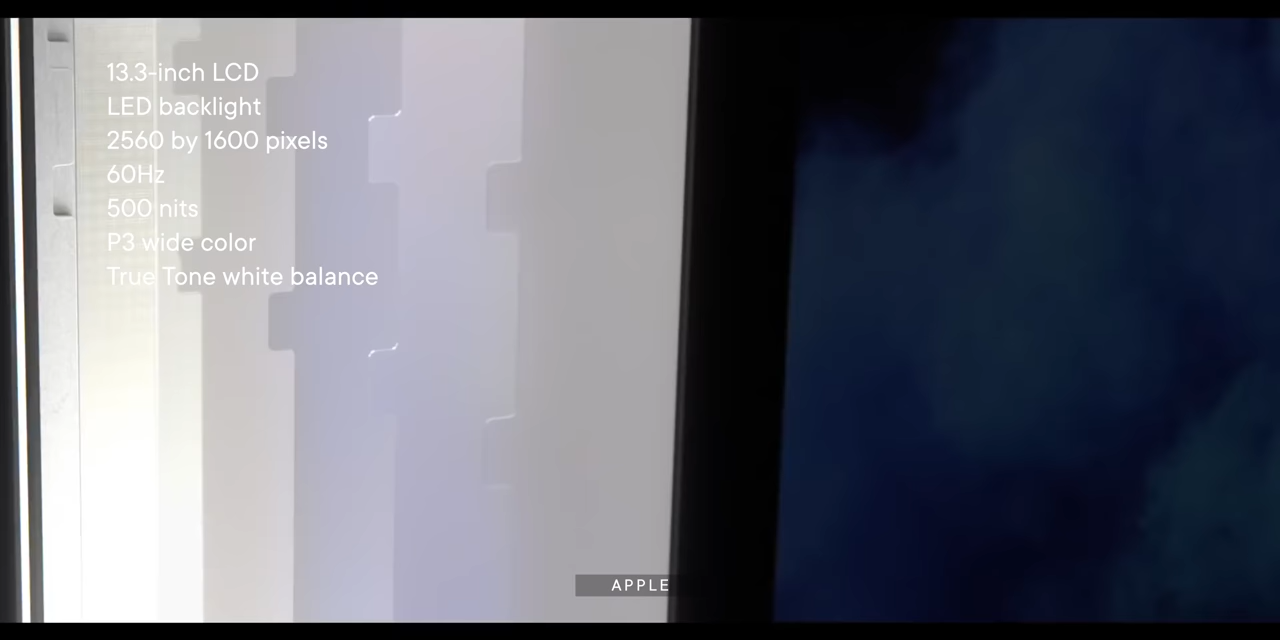 13.3-inch LCD
LED backlight
2560 by 1600 pixels
60Hz
500 nits
P3 wide color
True Tone white balance
APPLE